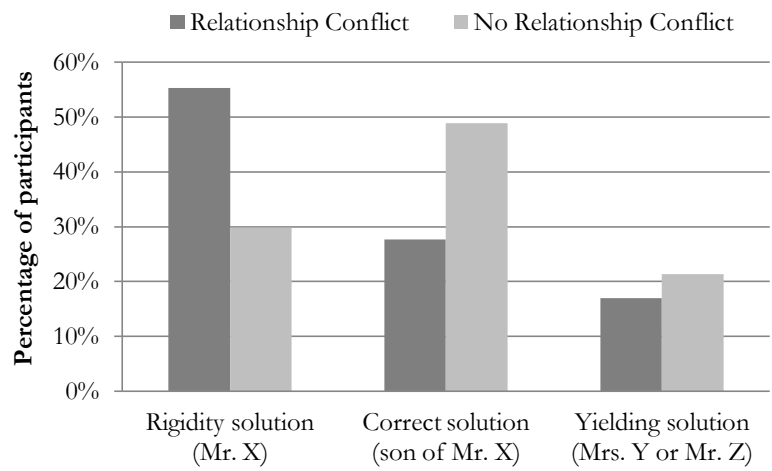 Relationship Conflict No Relationship Conflict
Percentage of participants
60%
50%
40%
30%
20%
10%
0%
Rigidity solution
(Mr. X)
Correct solution
(son of Mr. X)
Yielding solution
(Mrs. Y or Mr. Z)